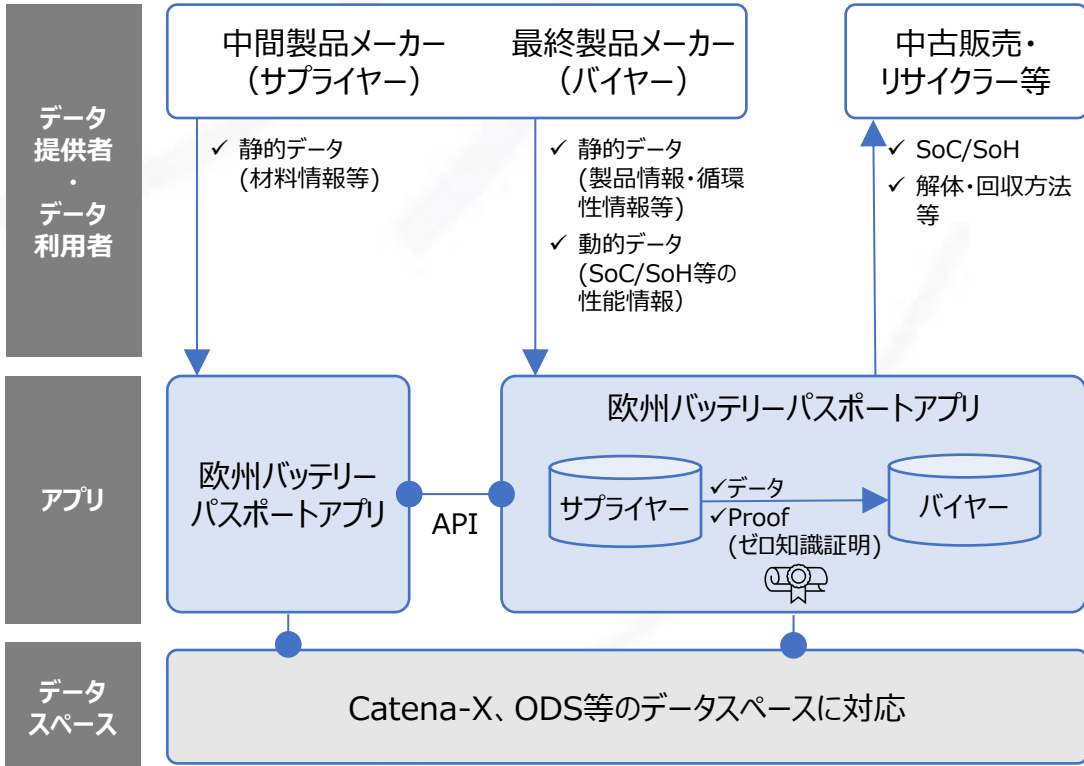 データ
提供者
・
データ
利用者
中間製品メーカー
（サプライヤー）
最終製品メーカー
（バイヤー）
中古販売・
リサイクラー等
✓ 静的データ
(材料情報等)
✓ 静的データ
(製品情報・循環
性情報等)
✓ 動的データ
(SoC/SoH等の
性能情報）
✓ SoC/SoH
✓ 解体・回収方法
等
アプリ
欧州バッテリー
パスポートアプリ
API
欧州バッテリーパスポートアプリ
サプライヤー
✓データ
✓Proof
(ゼロ知識証明)
バイヤー
データ
スペース
Catena-X、ODS等のデータスペースに対応